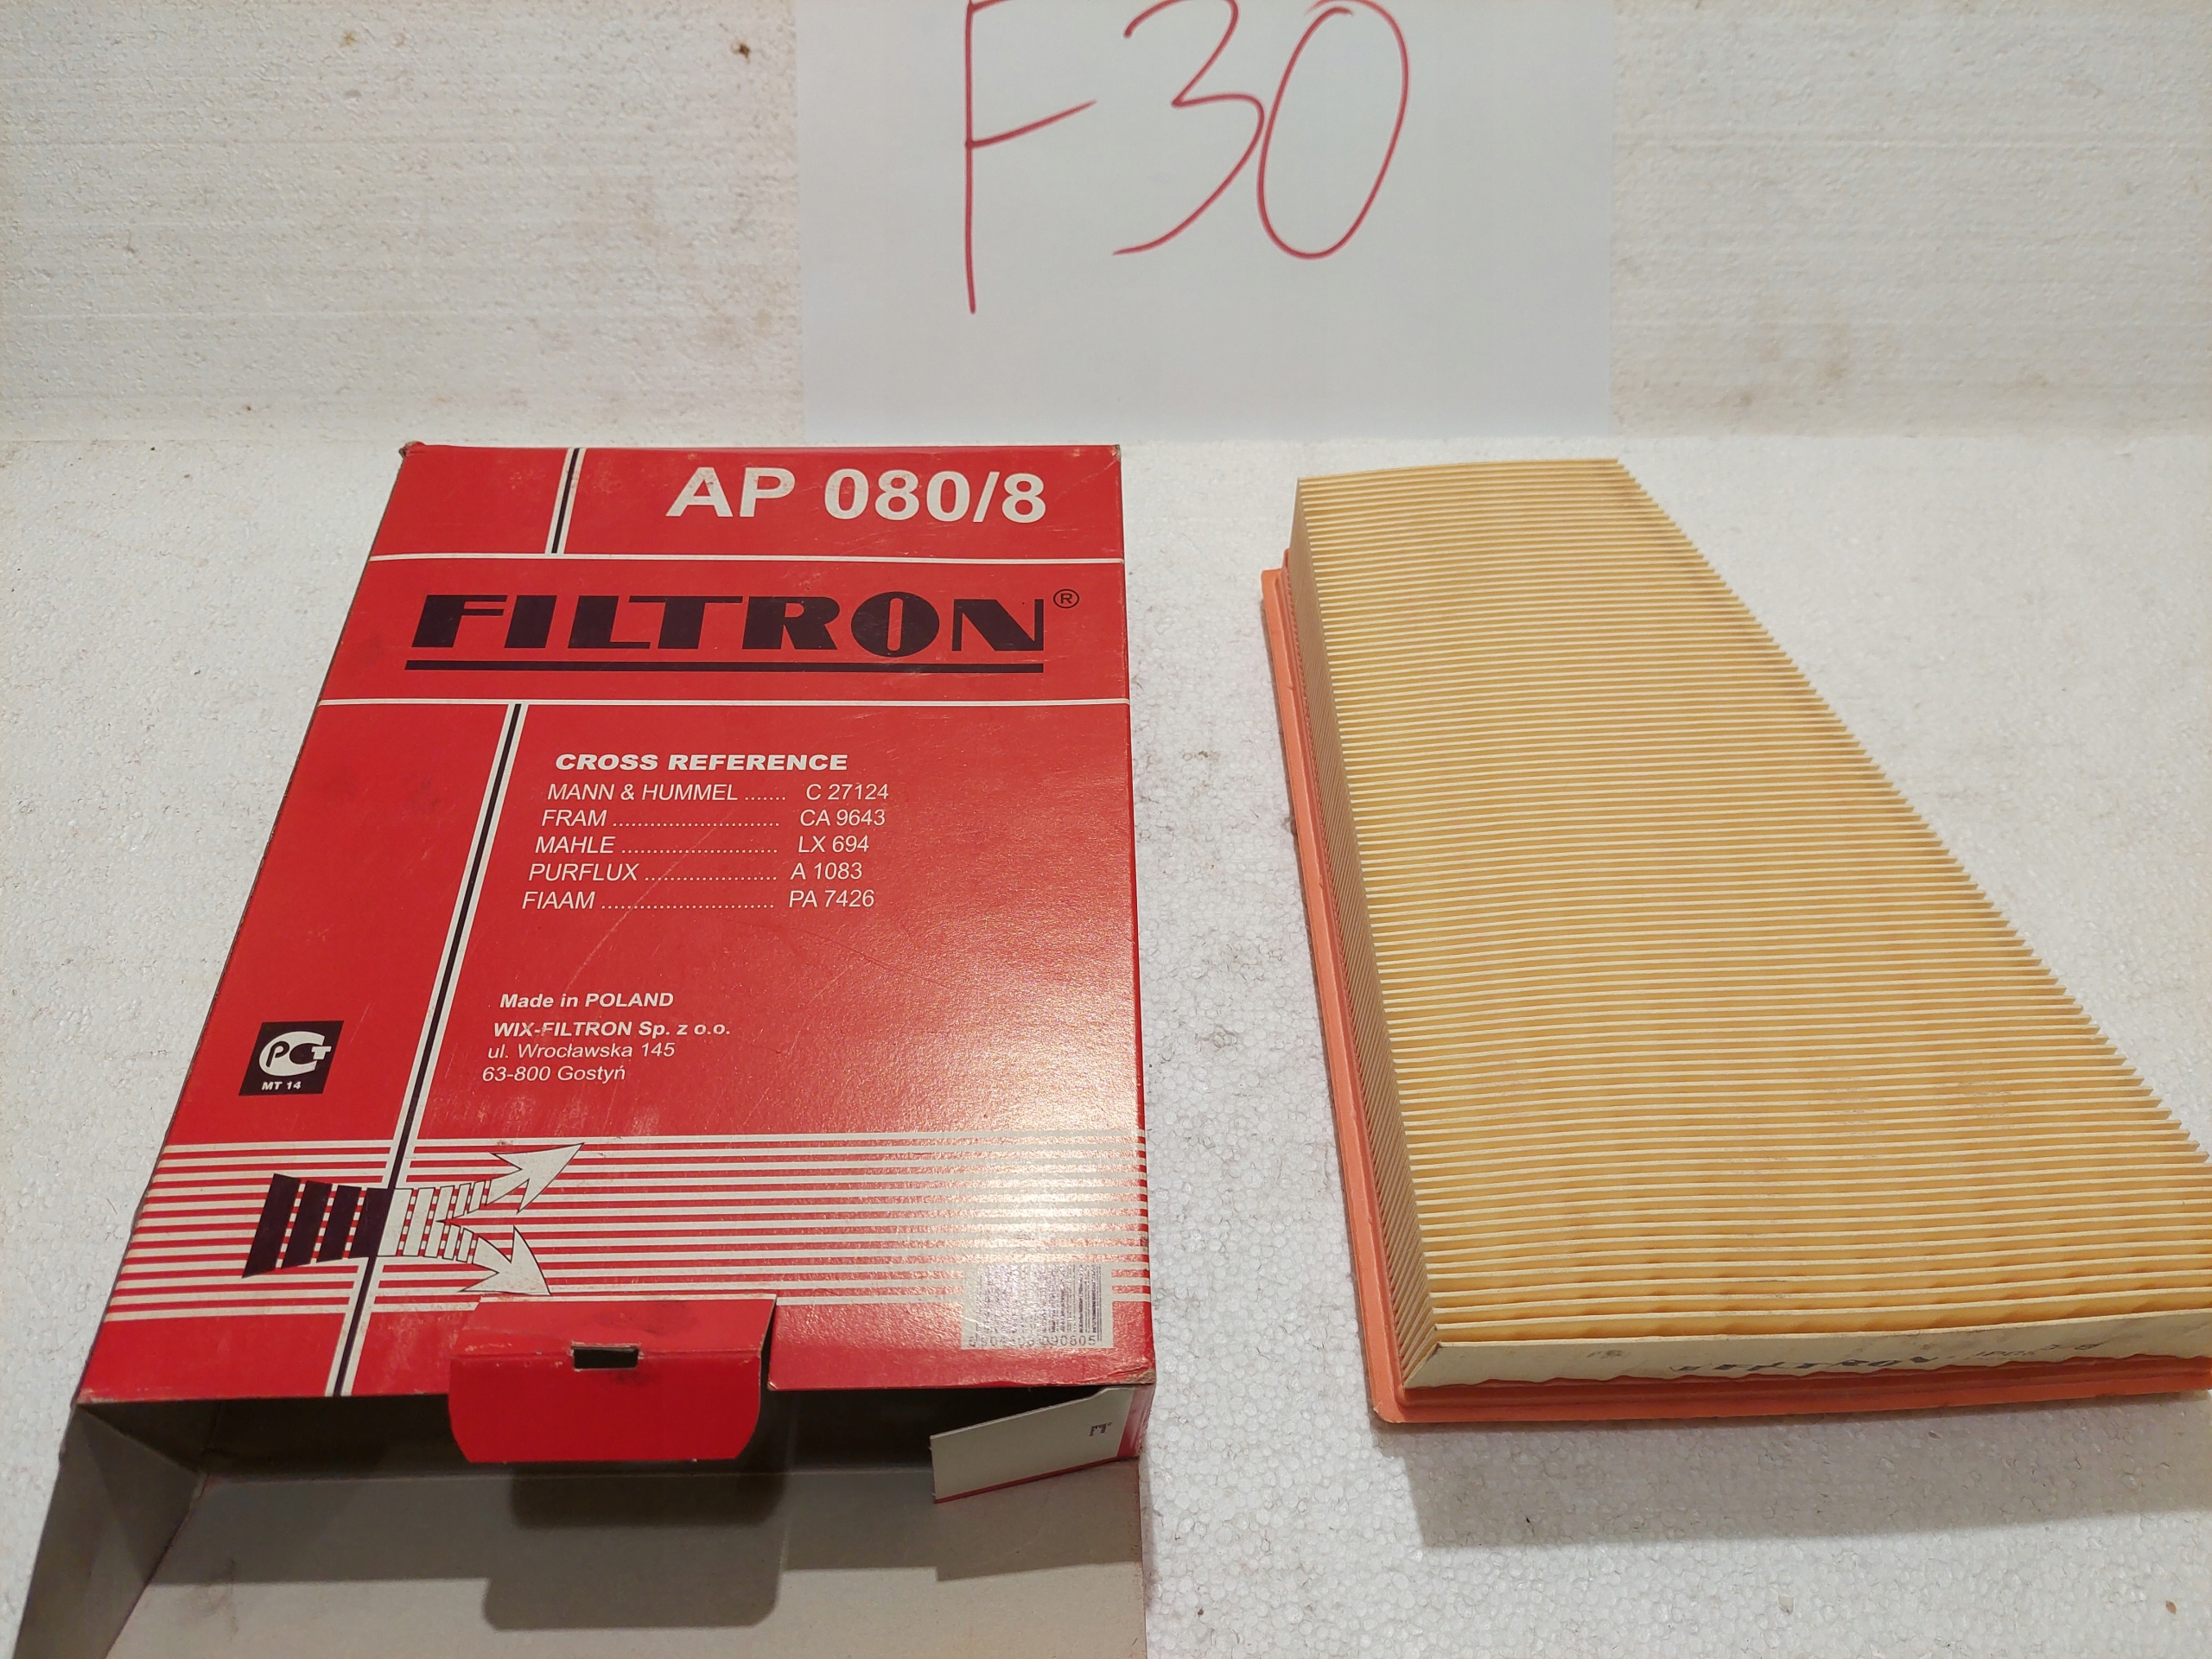 F30
AP 080/8
FILTRON®
CROSS REFERENCE
MANN & HUMMEL ....... C 27124
FRAM ........................... CA 9643
MAHLE ......................... LX 694
PURFLUX ..................... A 1083
FIAAM ............................ PA 7426
Made in POLAND
WIX-FILTRON Sp. z o.o.
ul. Wrocławska 145
63-800 Gostyń
PCT
MT 14